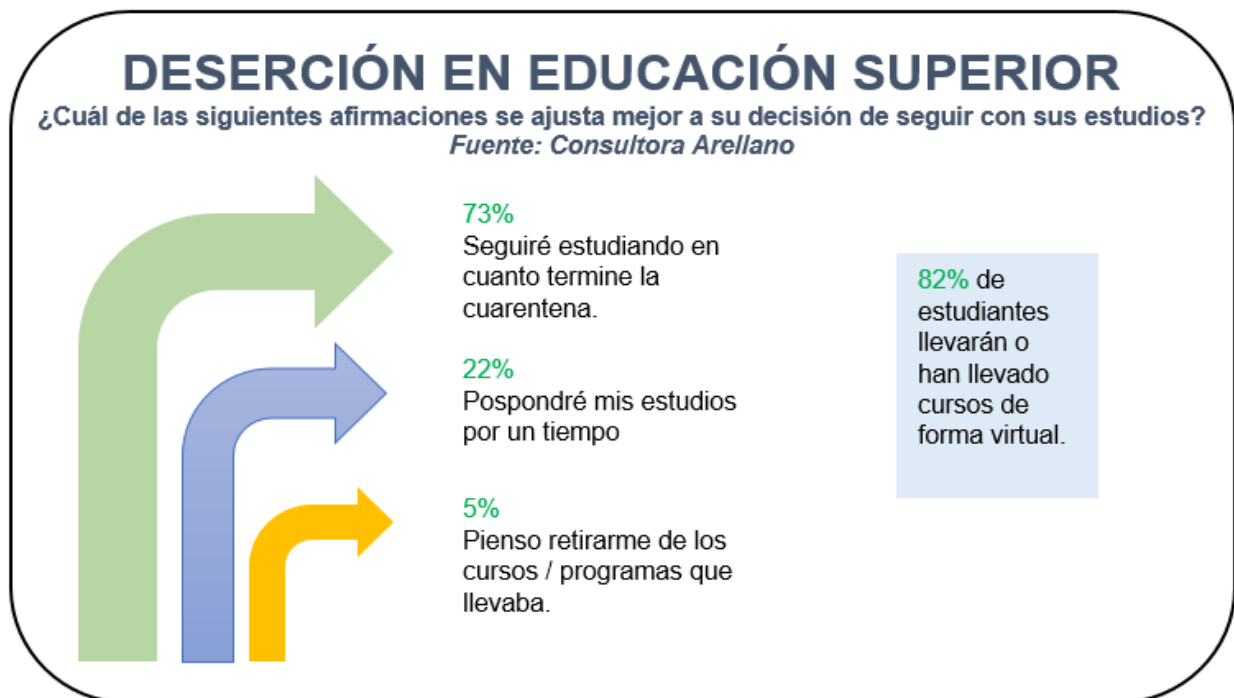 DESERCIÓN EN EDUCACIÓN SUPERIOR
¿Cuál de las siguientes afirmaciones se ajusta mejor a su decisión de seguir con sus estudios?
Fuente: Consultora Arellano
73%
Seguiré estudiando en
cuanto termine la
cuarentena.
22%
Pospondré mis estudios
por un tiempo
5%
Pienso retirarme de los
cursos / programas que
llevaba.
82% de
estudiantes
llevarán o
han llevado
cursos de
forma virtual.